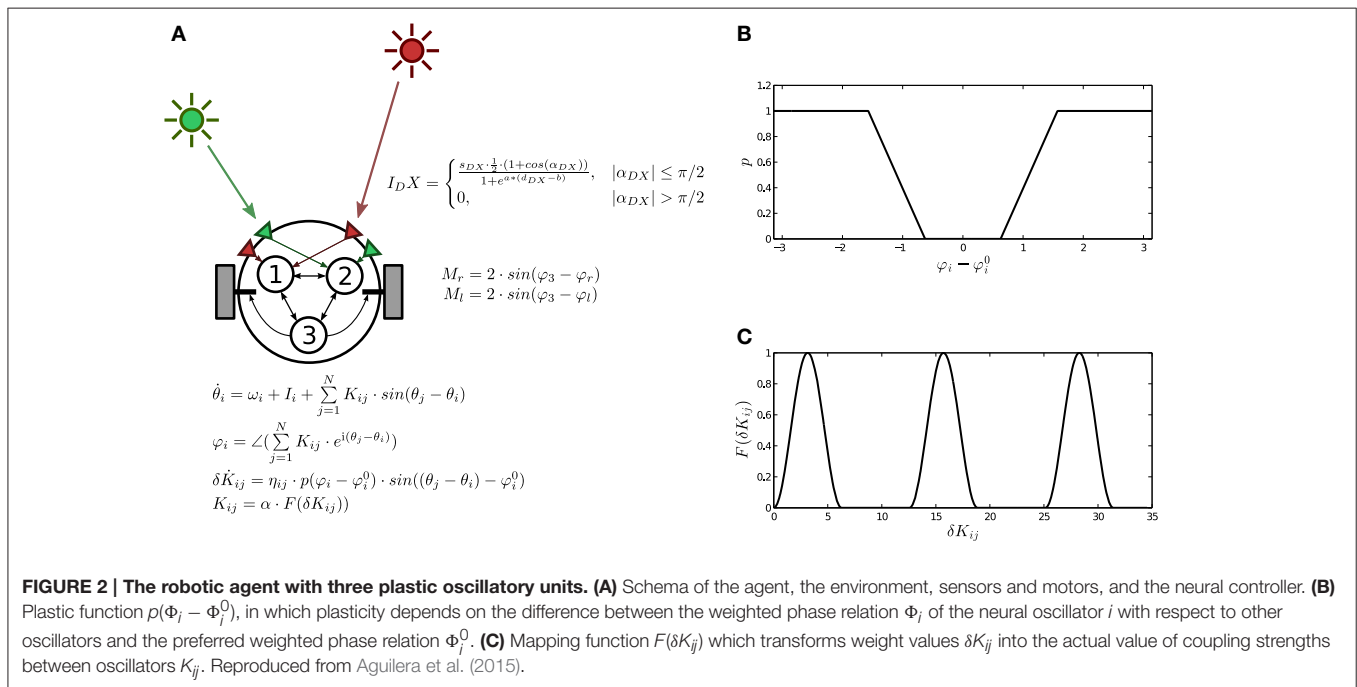 A
B
C
I_D X = { s_DX · 1/2 · (1+cos(α_DX)) / 1+e^{a*(d_DX−b)}, |α_DX| ≤ π/2
0, |α_DX| > π/2
1 2
3
M_r = 2 · sin(φ_3 − φ_r)
M_l = 2 · sin(φ_3 − φ_l)
θ̇_i = ω_i + I_i + ∑_{j=1}^{N} K_ij · sin(θ_j − θ_i)
φ_i = ∠(∑_{j=1}^{N} K_ij · e^{i(θ_j−θ_i)})
δK̇_ij = η_ij · p(φ_i − φ_i^0) · sin((θ_j − θ_i) − φ_i^0)
K_ij = α · F(δK_ij))
p
1.2
1
0.8
0.6
0.4
0.2
0
−3 −2 −1 0 1 2 3
φ_i − φ_i^0
F(δK_ij)
1
0.8
0.6
0.4
0.2
0
0 5 10 15 20 25 30 35
δK_ij
FIGURE 2 | The robotic agent with three plastic oscillatory units. (A) Schema of the agent, the environment, sensors and motors, and the neural controller. (B)
Plastic function p(Φ_i − Φ_i^0), in which plasticity depends on the difference between the weighted phase relation Φ_i of the neural oscillator i with respect to other
oscillators and the preferred weighted phase relation Φ_i^0. (C) Mapping function F(δK_ij) which transforms weight values δK_ij into the actual value of coupling strengths
between oscillators K_ij. Reproduced from Aguilera et al. (2015).